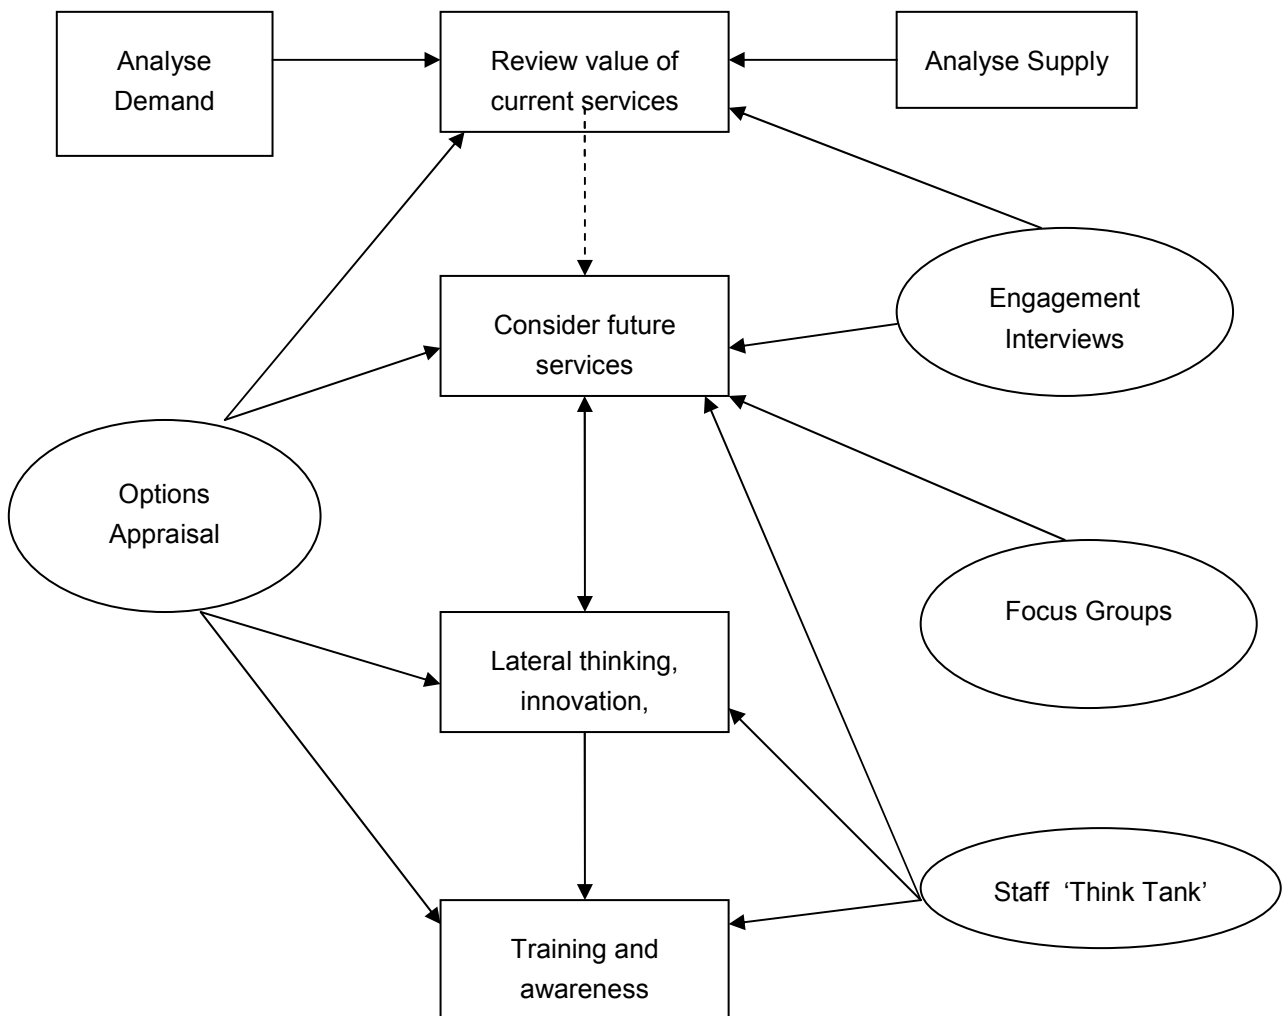 Analyse
Demand
Review value of
current services
Analyse Supply
Engagement
Interviews
Consider future
services
Options
Appraisal
Focus Groups
Lateral thinking,
innovation,
Staff ‘Think Tank’
Training and
awareness